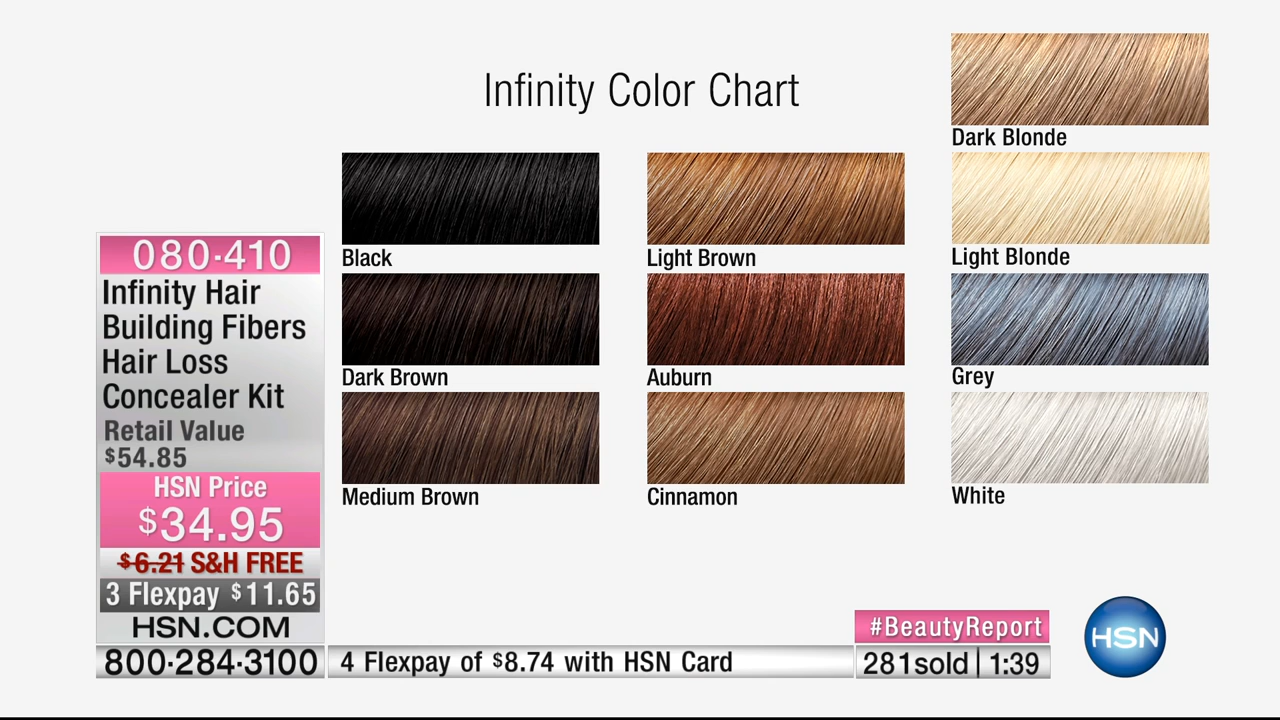 Infinity Color Chart
Dark Blonde
Black
Light Brown
Light Blonde
Dark Brown
Auburn
Grey
Medium Brown
Cinnamon
White
080·410
Infinity Hair
Building Fibers
Hair Loss
Concealer Kit
Retail Value
$54.85
HSN Price
$34.95
$6.21 S&H FREE
3 Flexpay $11.65
HSN.COM
800·284·3100
4 Flexpay of $8.74 with HSN Card
#BeautyReport
281sold | 1:39
HSN